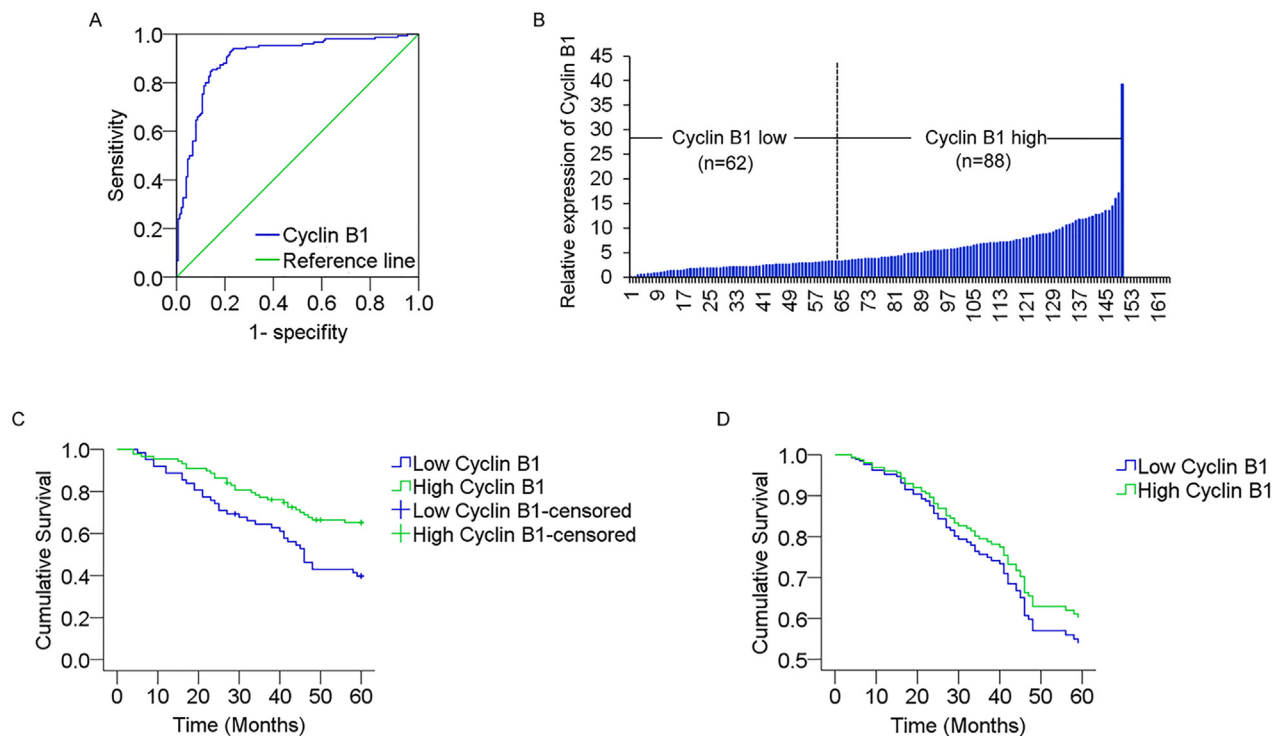 A
Sensitivity
1.0
0.8
0.6
0.4
0.2
0.0
Cyclin B1
Reference line
0.0 0.2 0.4 0.6 0.8 1.0
1- specifity
B
Relative expression of Cyclin B1
45
40
35
30
25
20
15
10
5
0
Cyclin B1 low
(n=62)
Cyclin B1 high
(n=88)
1 9 17 25 33 41 49 57 65 73 81 89 97 105 113 121 129 137 145 153 161
C
Cumulative Survival
1.0
0.8
0.6
0.4
0.2
0.0
0 10 20 30 40 50 60
Time (Months)
Low Cyclin B1
High Cyclin B1
Low Cyclin B1-censored
High Cyclin B1-censored
D
Cumulative Survival
1.0
0.9
0.8
0.7
0.6
0.5
0 10 20 30 40 50 60
Time (Months)
Low Cyclin B1
High Cyclin B1